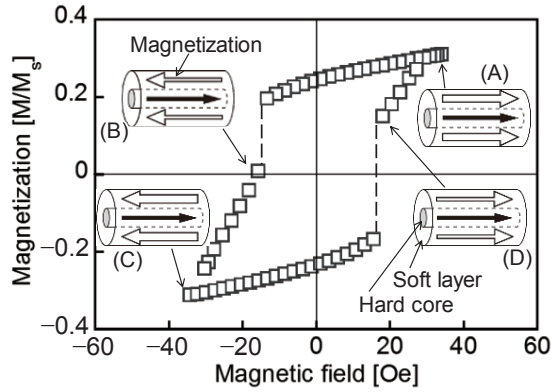 Magnetization [M/Mₛ]
0.4
0.2
0
−0.2
−0.4
Magnetization
(A)
(B)
(C)
(D)
Soft layer
Hard core
−60 −40 −20 0 20 40 60
Magnetic field [Oe]